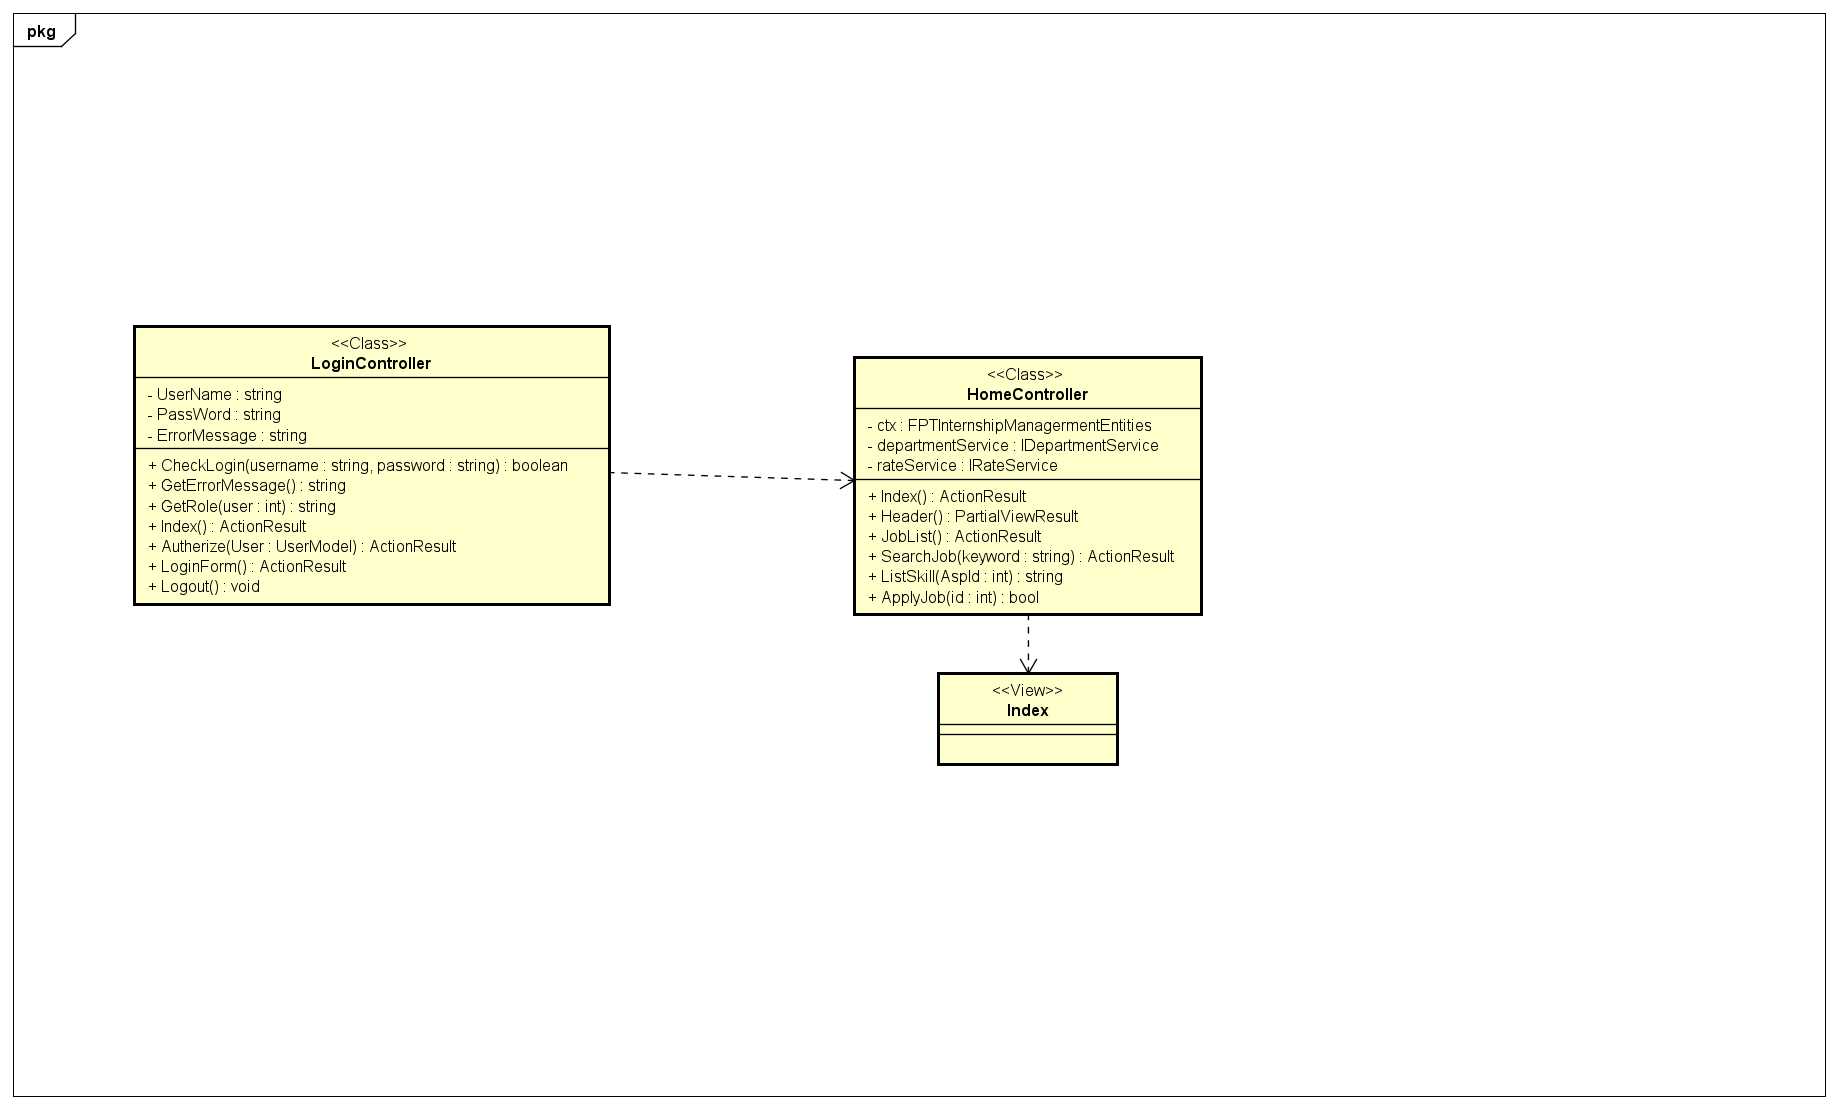 pkg
<<Class>>
LoginController
- UserName : string
- PassWord : string
- ErrorMessage : string
+ CheckLogin(username : string, password : string) : boolean
+ GetErrorMessage() : string
+ GetRole(user : int) : string
+ Index() : ActionResult
+ Autherize(User : UserModel) : ActionResult
+ LoginForm() : ActionResult
+ Logout() : void
<<Class>>
HomeController
- ctx : FPTInternshipManagermentEntities
- departmentService : IDepartmentService
- rateService : IRateService
+ Index() : ActionResult
+ Header() : PartialViewResult
+ JobList() : ActionResult
+ SearchJob(keyword : string) : ActionResult
+ ListSkill(AspId : int) : string
+ ApplyJob(id : int) : bool
<<View>>
Index